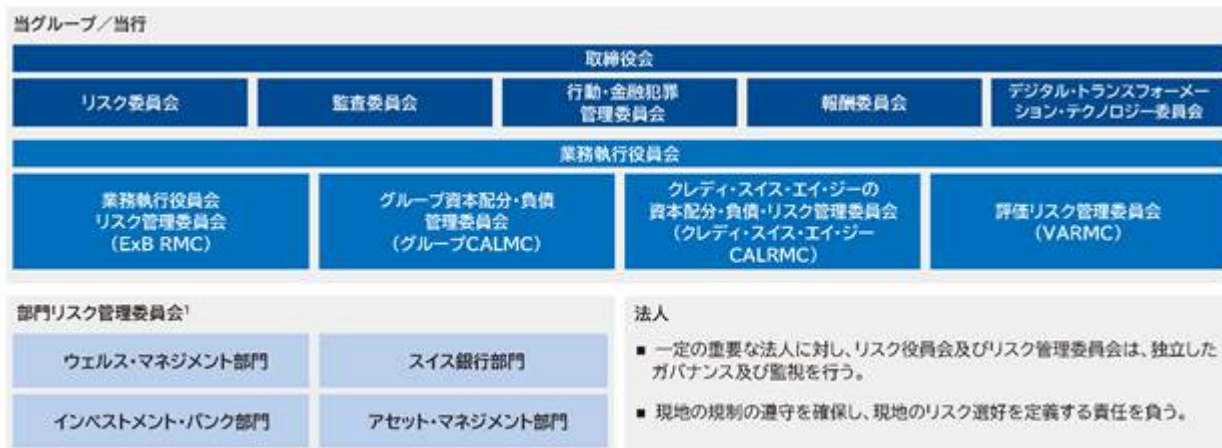 当グループ／当行
取締役会
リスク委員会
監査委員会
行動・金融犯罪
管理委員会
報酬委員会
デジタル・トランスフォーメー
ション・テクノロジー委員会
業務執行役員会
業務執行役員会
リスク管理委員会
（ExB RMC）
グループ資本配分・負債
管理委員会
（グループCALMC）
クレディ・スイス・エイ・ジーの
資本配分・負債・リスク管理委員会
（クレディ・スイス・エイ・ジー
CALRMC）
評価リスク管理委員会
（VARMC）
部門リスク管理委員会¹
ウェルス・マネジメント部門
スイス銀行部門
インベストメント・バンク部門
アセット・マネジメント部門
法人
■ 一定の重要な法人に対し、リスク役員会及びリスク管理委員会は、独立した
ガバナンス及び監視を行う。
■ 現地の規制の遵守を確保し、現地のリスク選好を定義する責任を負う。